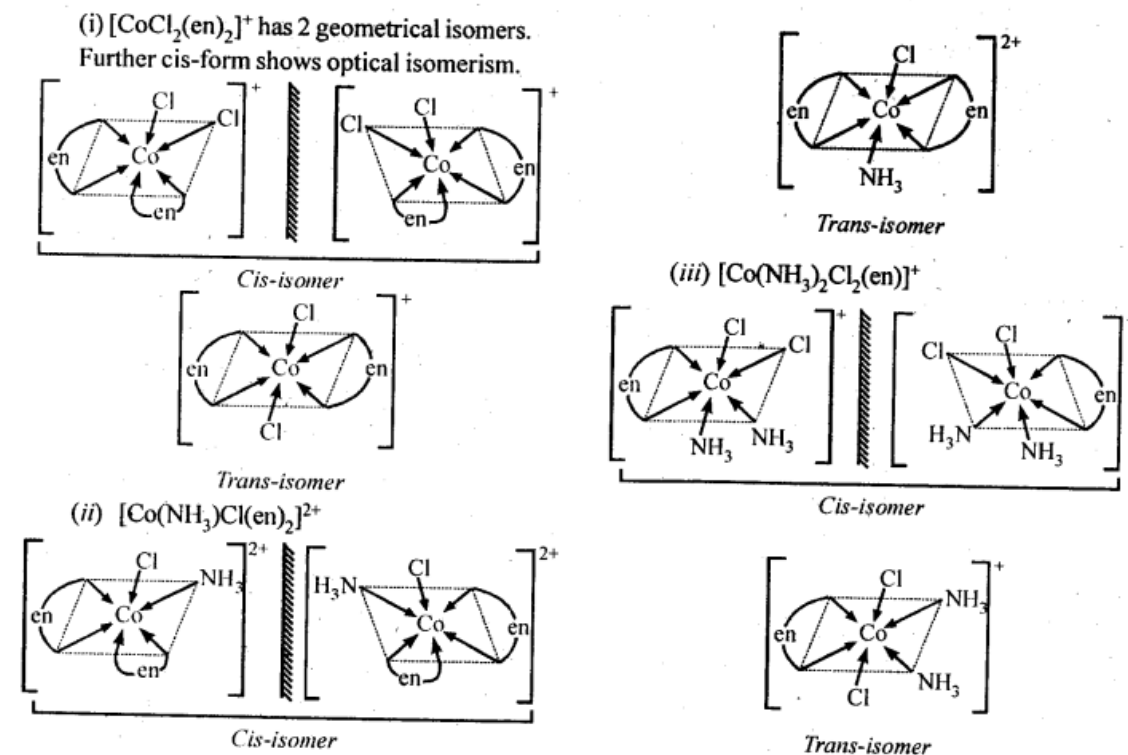 (i) [CoCl₂(en)₂]⁺ has 2 geometrical isomers.
Further cis-form shows optical isomerism.
Cl
Cl
Co
en
en
+
Cl
Cl
Co
en
en
+
Cis-isomer
Cl
+
en
Co
en
Cl
Trans-isomer
(ii) [Co(NH₃)Cl(en)₂]²⁺
Cl
2+
NH₃
Co
en
en
H₃N
Cl
2+
Co
en
en
Cis-isomer
2+
Cl
en
Co
en
NH₃
Trans-isomer
(iii) [Co(NH₃)₂Cl₂(en)]⁺
Cl
+
Cl
en
Co
NH₃
NH₃
Cl
Cl
Co
en
H₃N
NH₃
Cis-isomer
Cl
+
NH₃
en
Co
Cl
NH₃
Trans-isomer